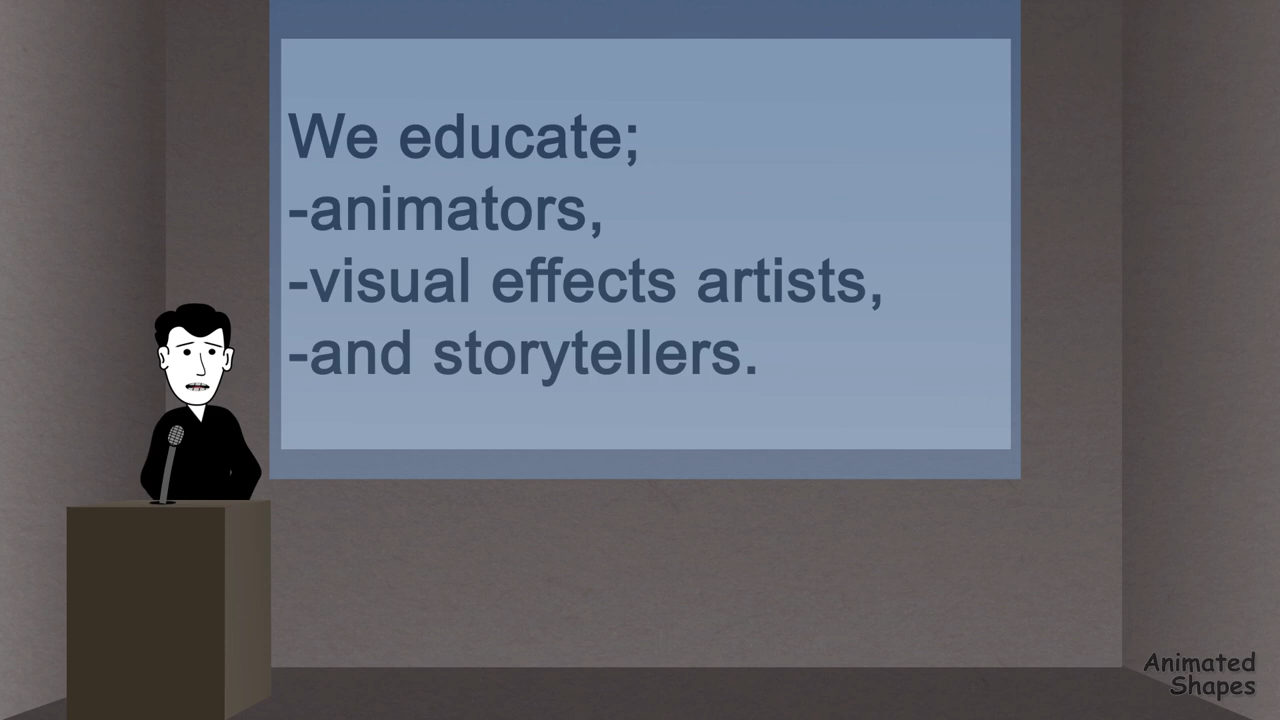 We educate;
-animators,
-visual effects artists,
-and storytellers.
Animated
Shapes